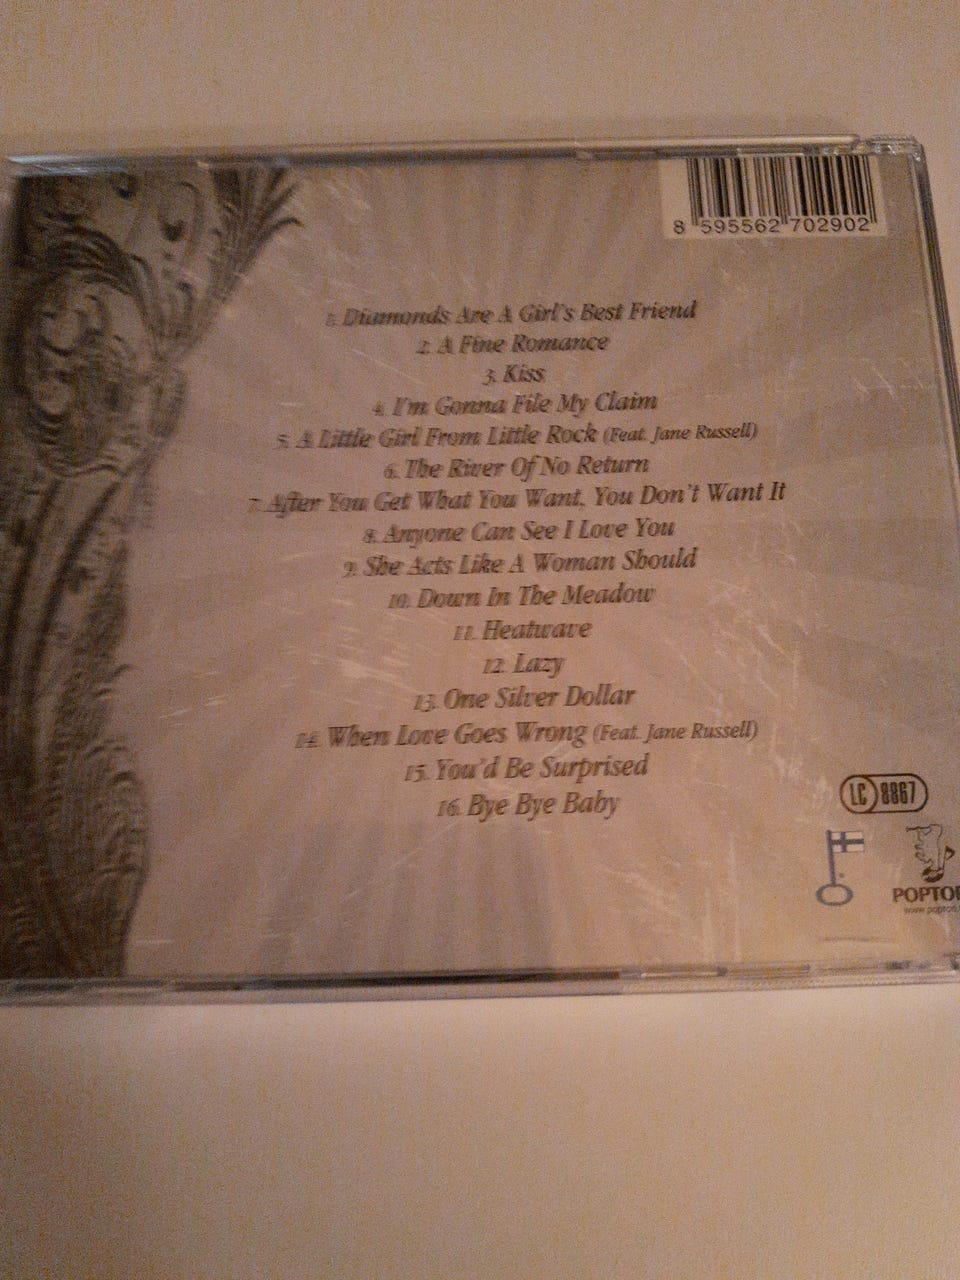 8 595562 702902
1. Diamonds Are A Girl's Best Friend
2. A Fine Romance
3. Kiss
4. I'm Gonna File My Claim
5. A Little Girl From Little Rock (Feat. Jane Russell)
6. The River Of No Return
7. After You Get What You Want, You Don't Want It
8. Anyone Can See I Love You
9. She Acts Like A Woman Should
10. Down In The Meadow
11. Heatwave
12. Lazy
13. One Silver Dollar
14. When Love Goes Wrong (Feat. Jane Russell)
15. You'd Be Surprised
16. Bye Bye Baby
LC 8867